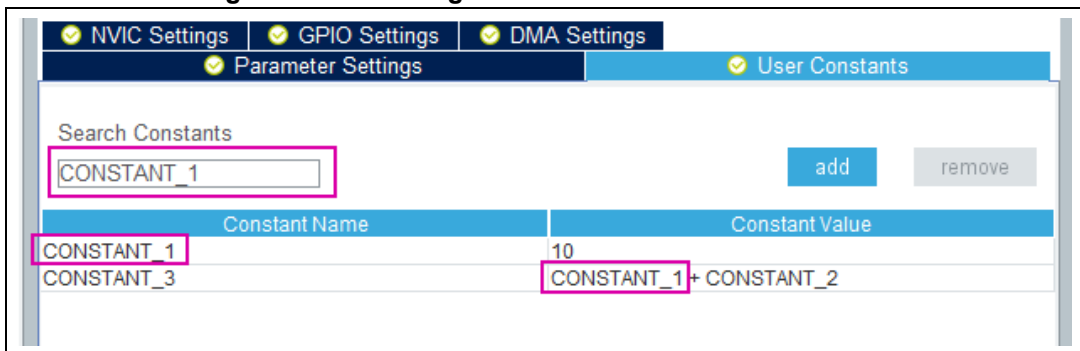 NVIC Settings GPIO Settings DMA Settings
Parameter Settings User Constants
Search Constants
CONSTANT_1
add remove
Constant Name Constant Value
CONSTANT_1 10
CONSTANT_3 CONSTANT_1 + CONSTANT_2